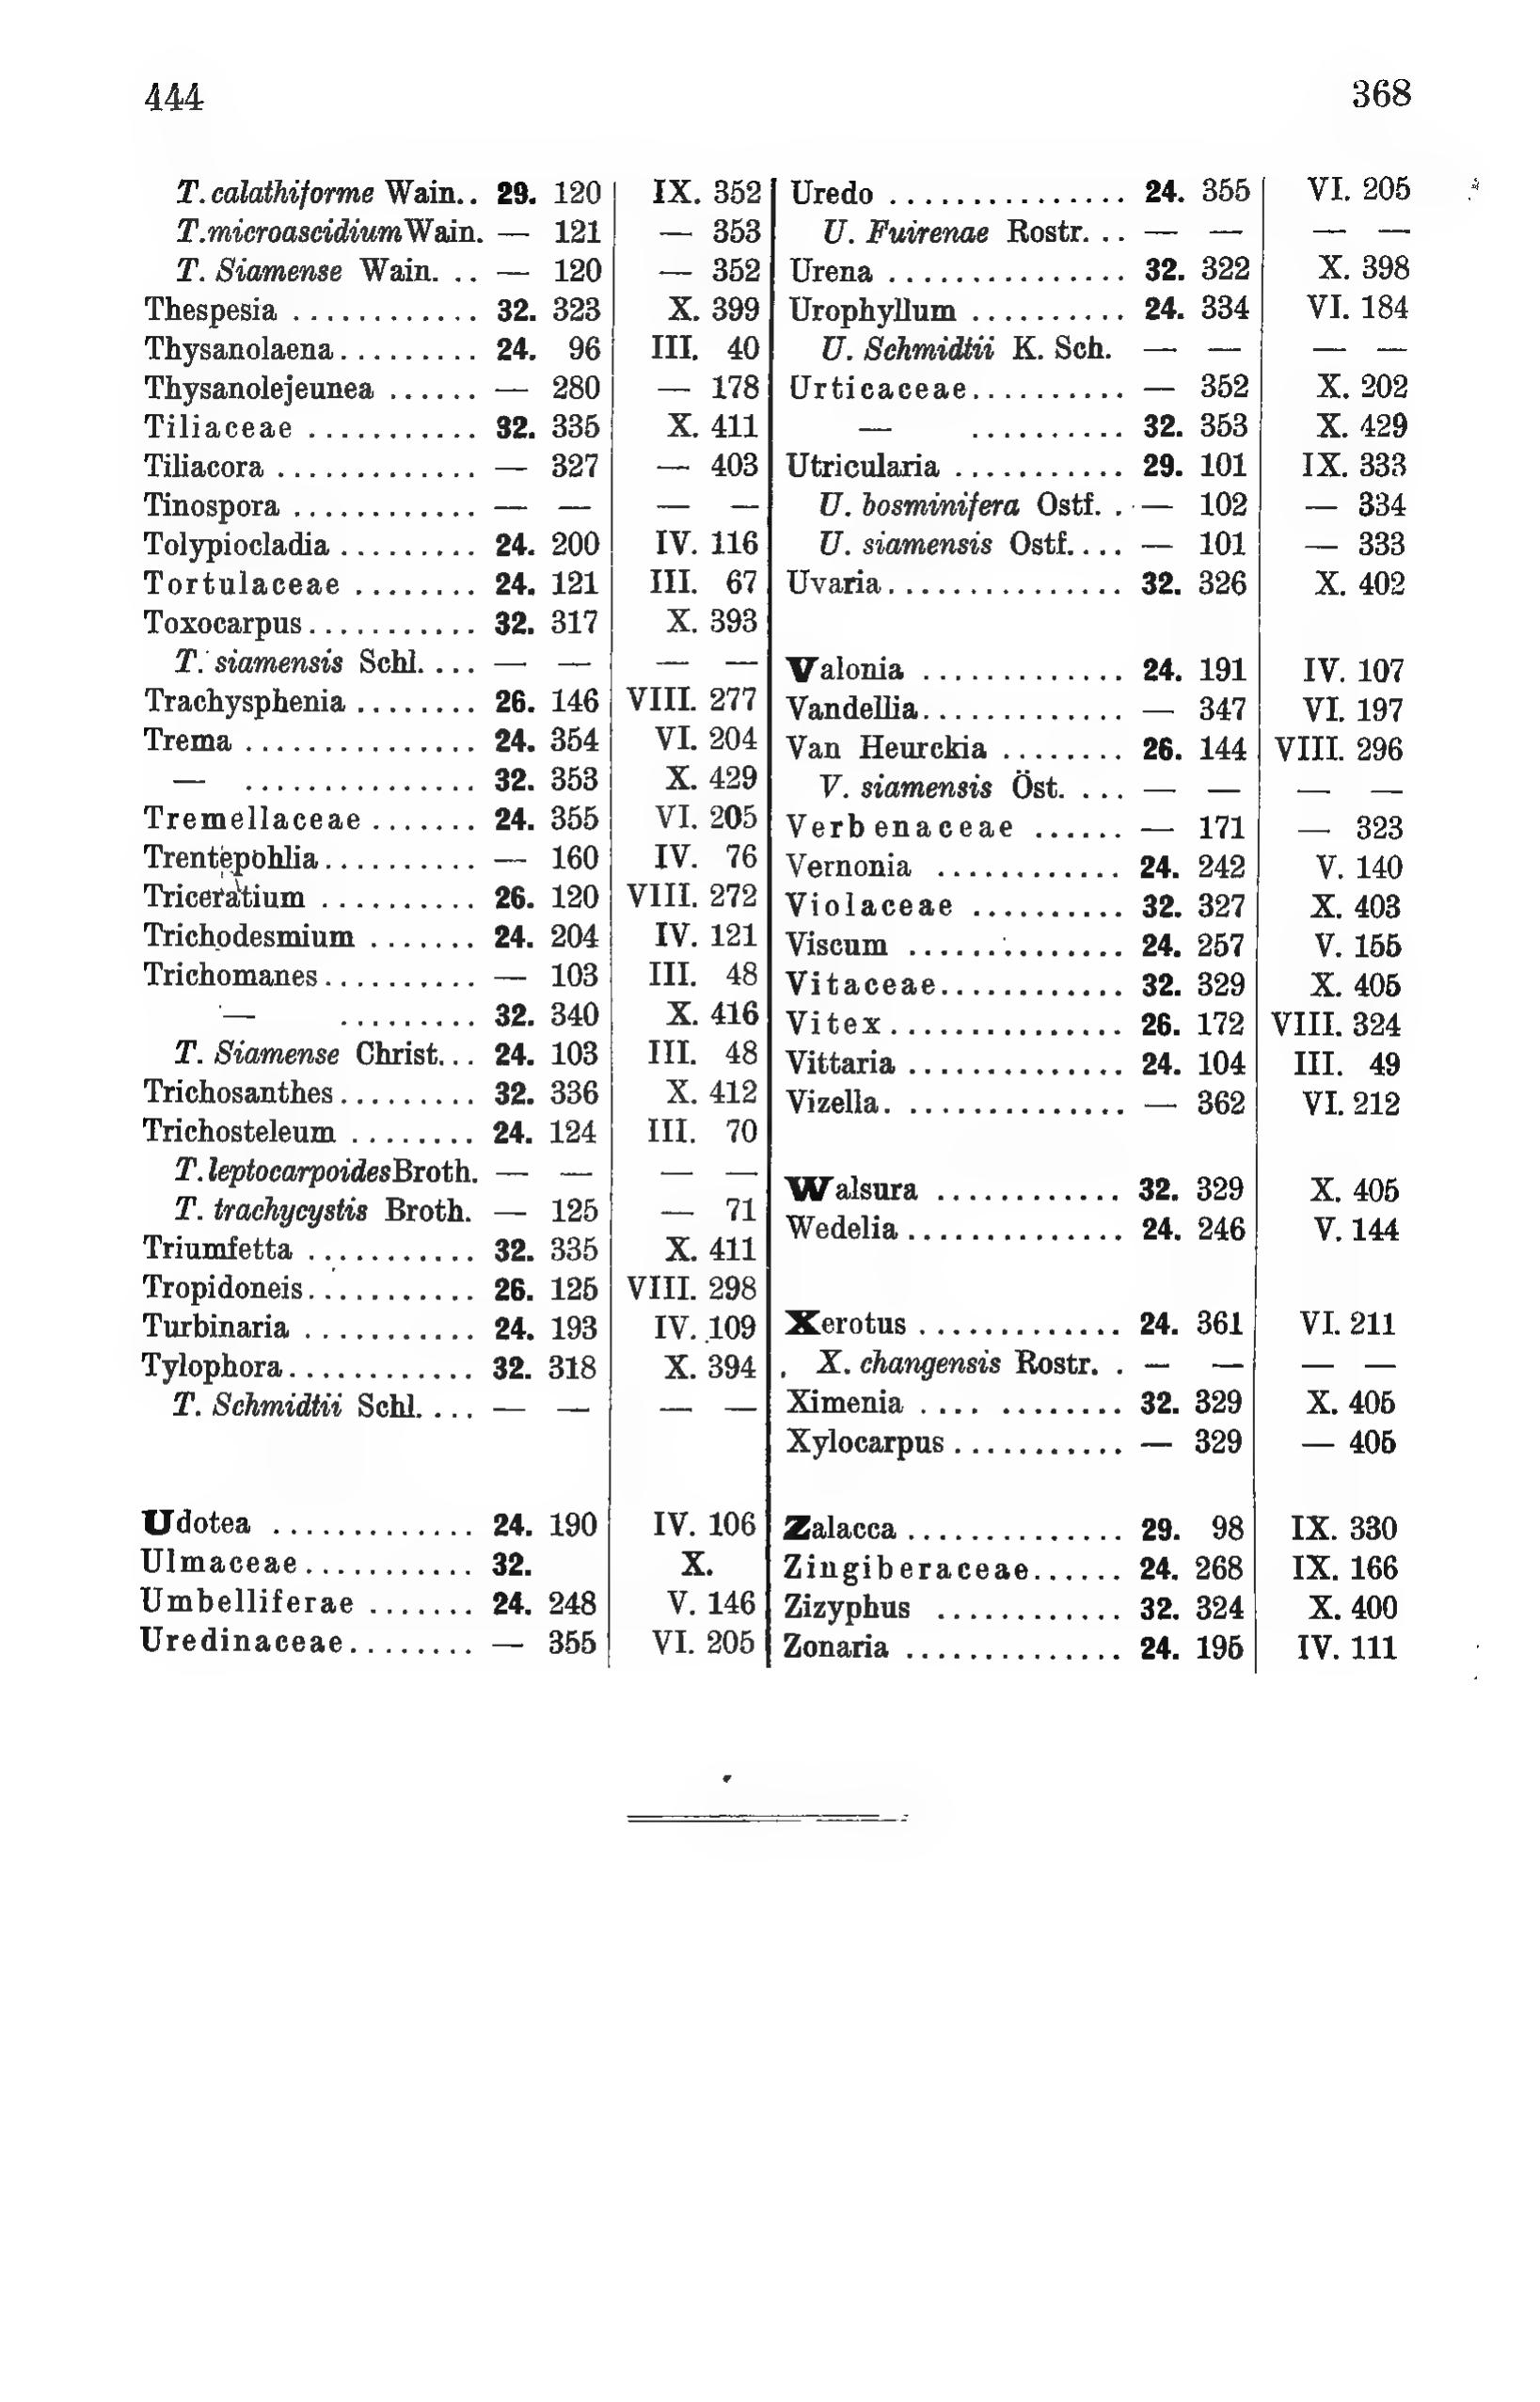 444 368
T. calathiforme Wain.. 29. 120 IX. 352
T. microascidium Wain. — 121 — 353
T. Siamense Wain. .. — 120 — 352
Thespesia ............ 32. 323 X. 399
Thysanolaena......... 24. 96 III. 40
Thysanolejeunea ...... — 280 — 178
Tiliaceae ........... 32. 335 X. 411
Tiliacora ............. — 327 — 403
Tinospora ............ — — — —
Tolypiocladia ......... 24. 200 IV. 116
Tortulaceae ........ 24. 121 III. 67
Toxocarpus........... 32. 317 X. 393
T. siamensis Schl. ... — — — —
Trachysphenia ........ 26. 146 VIII. 277
Trema ............... 24. 354 VI. 204
— ............... 32. 353 X. 429
Tremellaceae ....... 24. 355 VI. 205
Trentepohlia.......... — 160 IV. 76
Triceratium .......... 26. 120 VIII. 272
Trichodesmium ....... 24. 204 IV. 121
Trichomanes.......... — 103 III. 48
— ......... 32. 340 X. 416
T. Siamense Christ... 24. 103 III. 48
Trichosanthes......... 32. 336 X. 412
Trichosteleum ........ 24. 124 III. 70
T. leptocarpoides Broth. — — — —
T. trachycystis Broth. — 125 — 71
Triumfetta ........... 32. 335 X. 411
Tropidoneis........... 26. 125 VIII. 298
Turbinaria ........... 24. 193 IV. 109
Tylophora............ 32. 318 X. 394
T. Schmidtii Schl. ... — — — —
Udotea ............. 24. 190 IV. 106
Ulmaceae........... 32. X.
Umbelliferae ....... 24. 248 V. 146
Uredinaceae........ — 355 VI. 205
Uredo ............... 24. 355 VI. 205
U. Fuirenae Rostr. .. — — — —
Urena ............... 32. 322 X. 398
Urophyllum .......... 24. 334 VI. 184
U. Schmidtii K. Sch. — — — —
Urticaceae.......... — 352 X. 202
— .......... 32. 353 X. 429
Utricularia ........... 29. 101 IX. 333
U. bosminifera Ostf. . — 102 — 334
U. siamensis Ostf.... — 101 — 333
Uvaria............... 32. 326 X. 402
Valonia ............. 24. 191 IV. 107
Vandellia............. — 347 VI. 197
Van Heurckia ........ 26. 144 VIII. 296
V. siamensis Öst. ... — — — —
Verbenaceae ...... — 171 — 323
Vernonia ............ 24. 242 V. 140
Violaceae .......... 32. 327 X. 403
Viscum .............. 24. 257 V. 155
Vitaceae............ 32. 329 X. 405
Vitex............... 26. 172 VIII. 324
Vittaria .............. 24. 104 III. 49
Vizella. .............. — 362 VI. 212
Walsura ............ 32. 329 X. 405
Wedelia .............. 24. 246 V. 144
Xerotus ............. 24. 361 VI. 211
X. changensis Rostr. . — — — —
Ximenia .... ........ 32. 329 X. 405
Xylocarpus ........... — 329 — 405
Zalacca .............. 29. 98 IX. 330
Zingiberaceae...... 24. 268 IX. 166
Zizyphus ............ 32. 324 X. 400
Zonaria .............. 24. 195 IV. 111